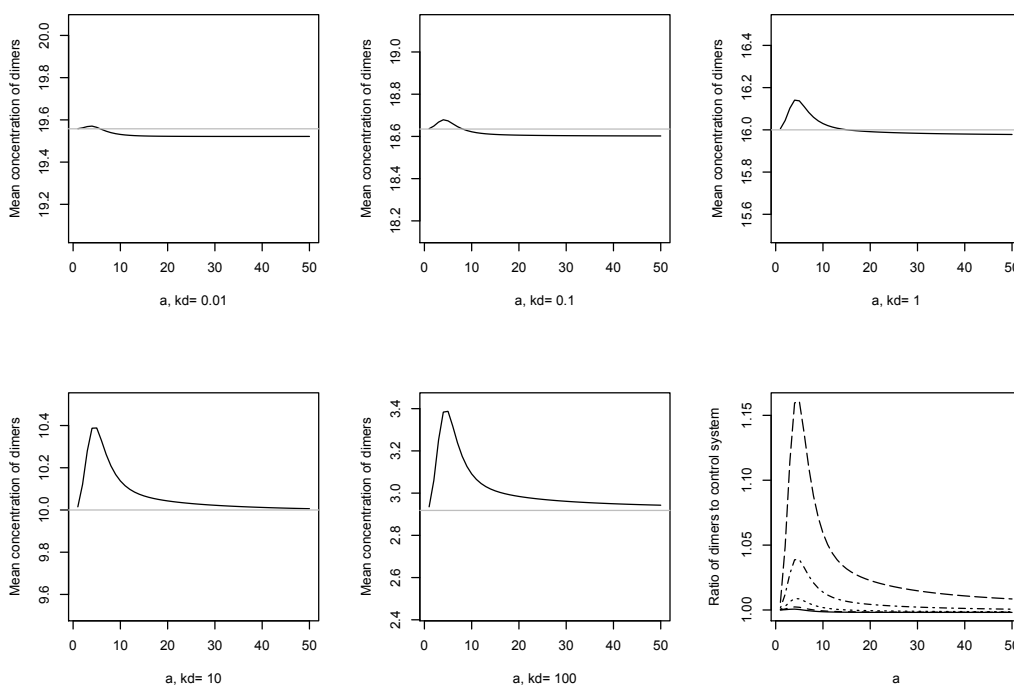 Mean concentration of dimers
19.2 19.4 19.6 19.8 20.0
0 10 20 30 40 50
a, kd= 0.01
Mean concentration of dimers
18.2 18.4 18.6 18.8 19.0
0 10 20 30 40 50
a, kd= 0.1
Mean concentration of dimers
15.6 15.8 16.0 16.2 16.4
0 10 20 30 40 50
a, kd= 1
Mean concentration of dimers
9.6 9.8 10.0 10.2 10.4
0 10 20 30 40 50
a, kd= 10
Mean concentration of dimers
2.4 2.6 2.8 3.0 3.2 3.4
0 10 20 30 40 50
a, kd= 100
Ratio of dimers to control system
1.00 1.05 1.10 1.15
0 10 20 30 40 50
a